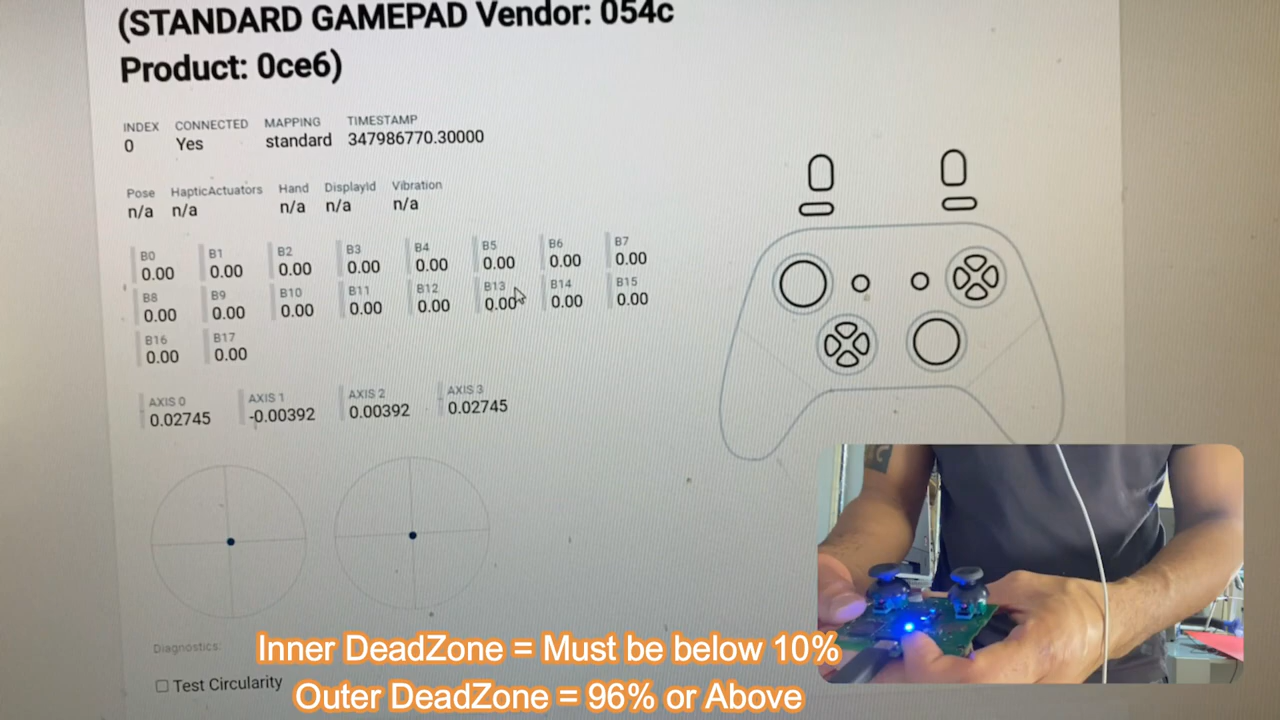 (STANDARD GAMEPAD Vendor: 054c
Product: 0ce6)
INDEX CONNECTED MAPPING TIMESTAMP
0 Yes standard 347986770.30000
Pose HapticActuators Hand DisplayId Vibration
n/a n/a n/a n/a n/a
B0 B1 B2 B3 B4 B5 B6 B7
0.00 0.00 0.00 0.00 0.00 0.00 0.00 0.00
B8 B9 B10 B11 B12 B13 B14 B15
0.00 0.00 0.00 0.00 0.00 0.00 0.00 0.00
B16 B17
0.00 0.00
AXIS 0 AXIS 1 AXIS 2 AXIS 3
0.02745 -0.00392 0.00392 0.02745
Diagnostics:
Test Circularity
Inner DeadZone = Must be below 10%
Outer DeadZone = 96% or Above